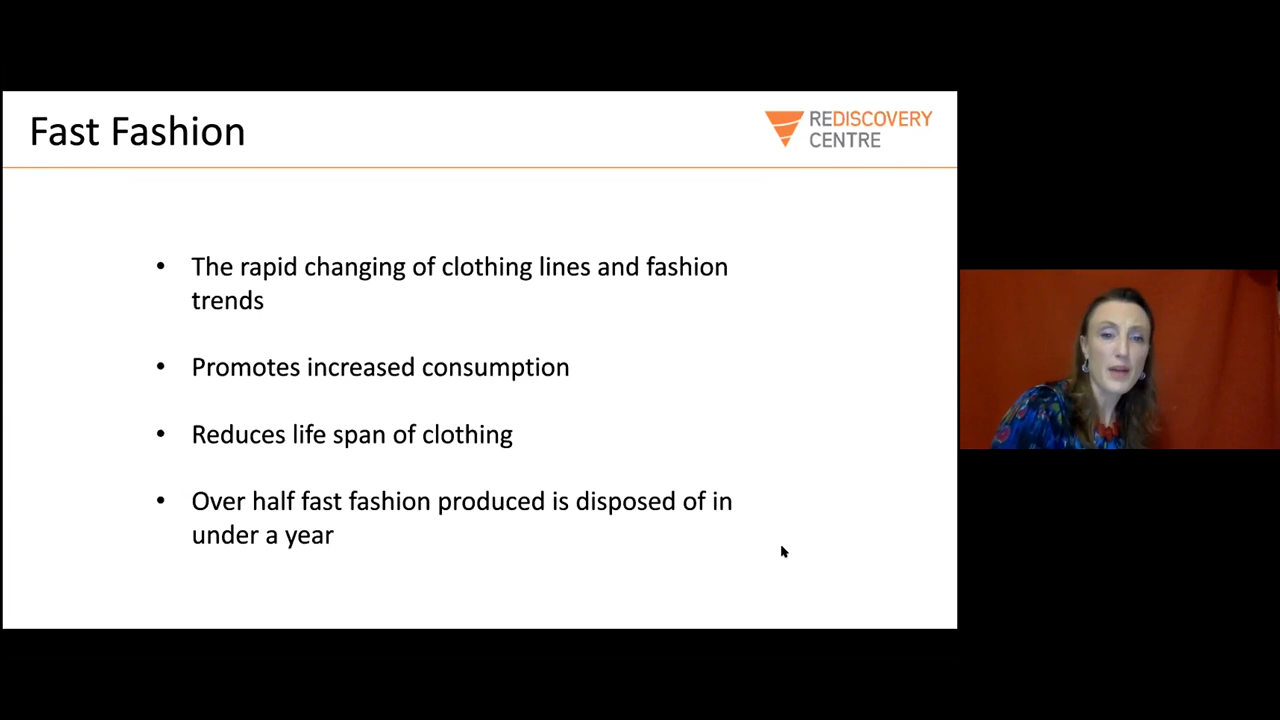 Fast Fashion
REDISCOVERY
CENTRE
• The rapid changing of clothing lines and fashion
trends
• Promotes increased consumption
• Reduces life span of clothing
• Over half fast fashion produced is disposed of in
under a year